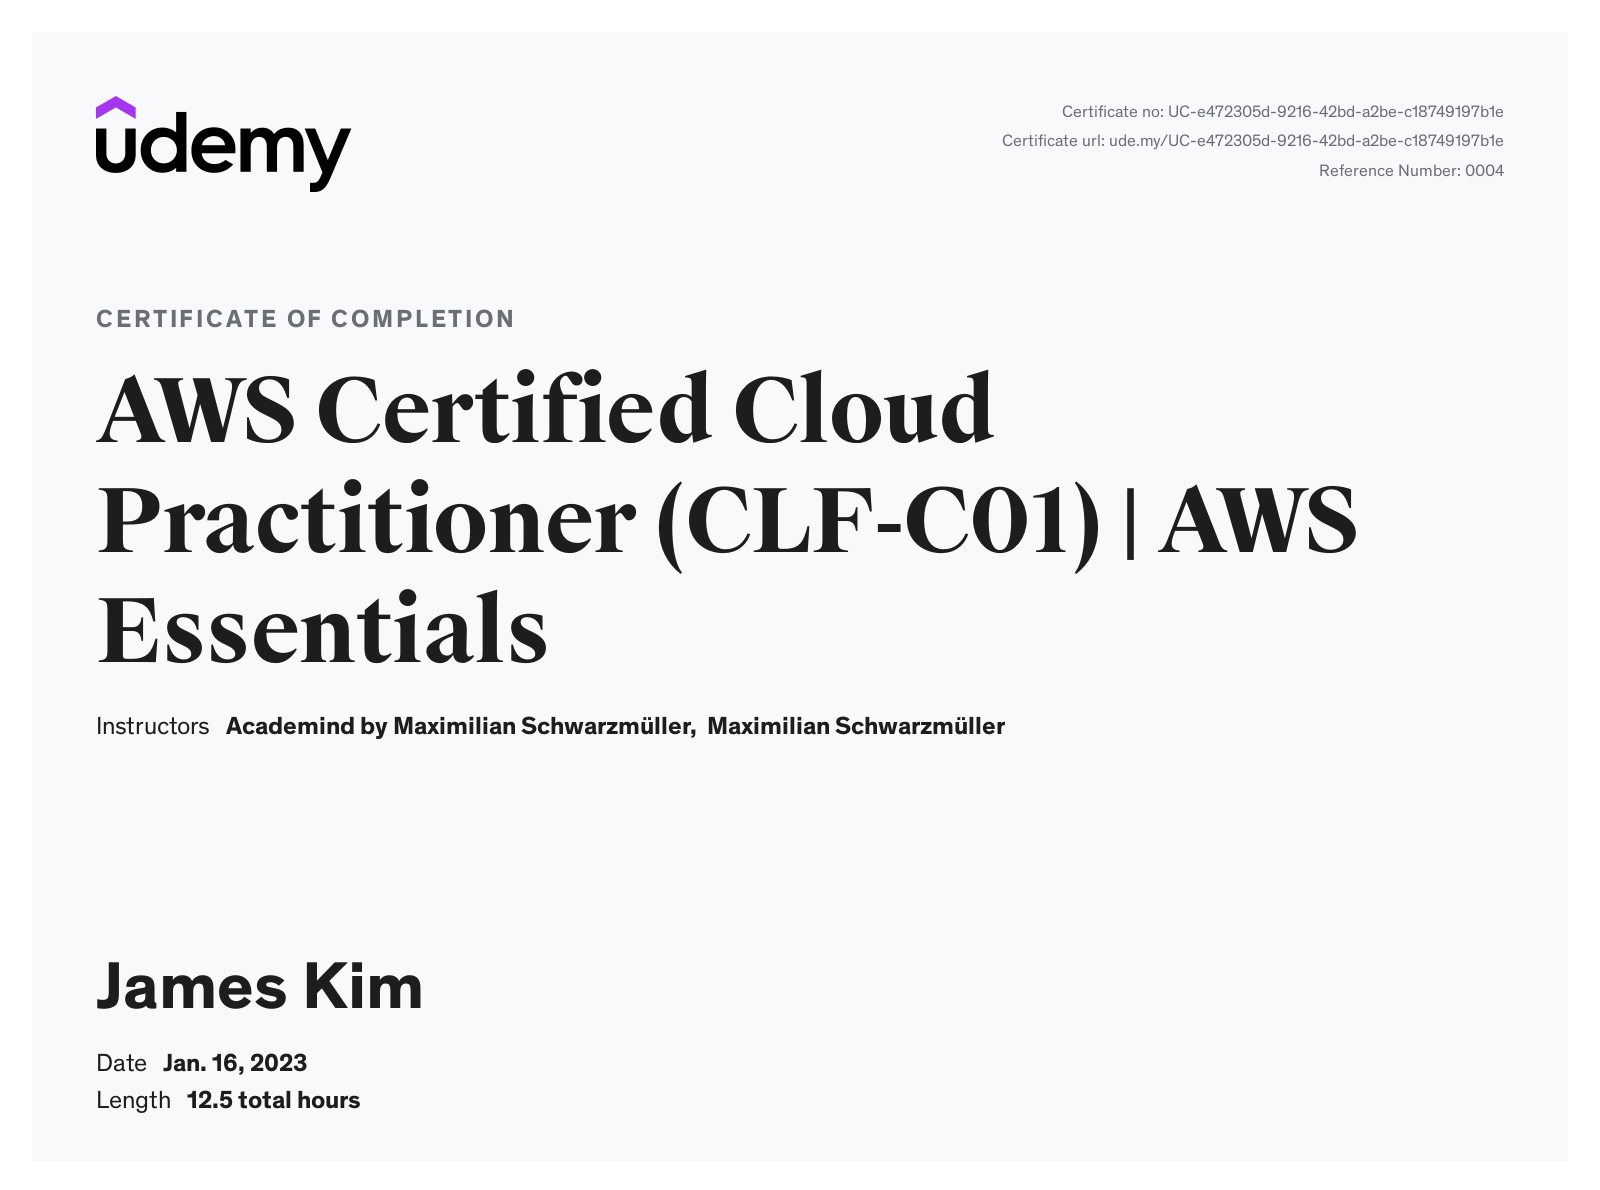 udemy
Certificate no: UC-e472305d-9216-42bd-a2be-c18749197b1e
Certificate url: ude.my/UC-e472305d-9216-42bd-a2be-c18749197b1e
Reference Number: 0004
CERTIFICATE OF COMPLETION
AWS Certified Cloud
Practitioner (CLF-C01) | AWS
Essentials
Instructors Academind by Maximilian Schwarzmüller, Maximilian Schwarzmüller
James Kim
Date Jan. 16, 2023
Length 12.5 total hours